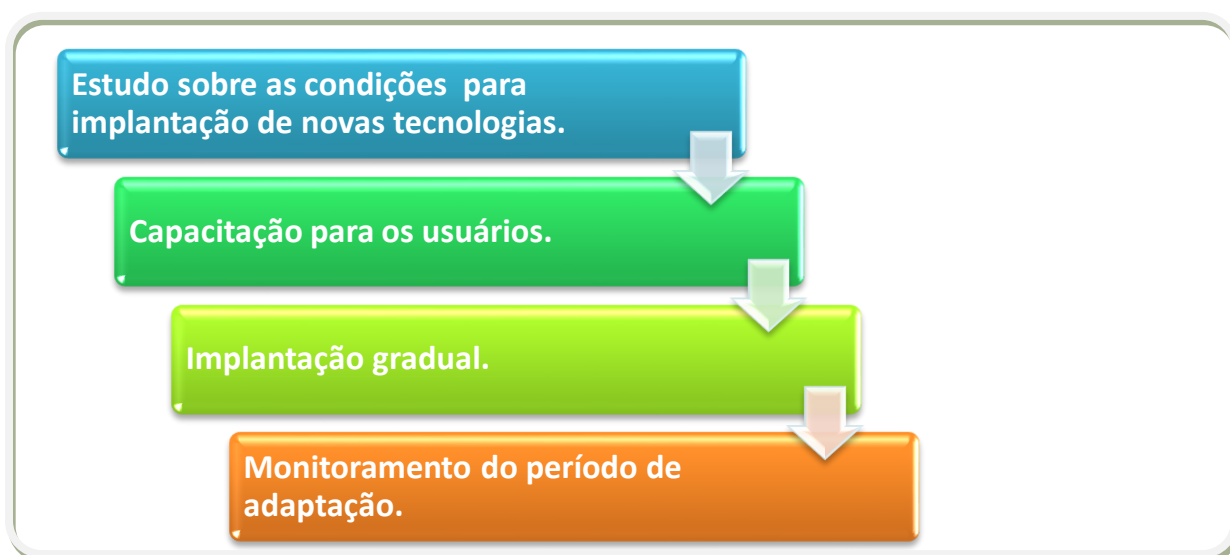 Estudo sobre as condições para
implantação de novas tecnologias.
Capacitação para os usuários.
Implantação gradual.
Monitoramento do período de
adaptação.